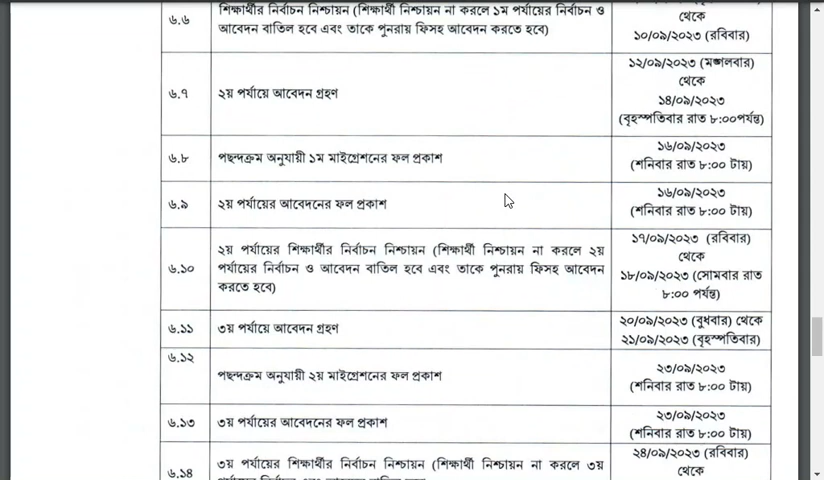 ৬.৬
শিক্ষার্থীর নির্বাচন নিশ্চায়ন (শিক্ষার্থী নিশ্চায়ন না করলে ১ম পর্যায়ের নির্বাচন ও
আবেদন বাতিল হবে এবং তাকে পুনরায় ফিসহ আবেদন করতে হবে)
থেকে
১০/০৯/২০২৩ (রবিবার)
৬.৭
২য় পর্যায়ে আবেদন গ্রহণ
১২/০৯/২০২৩ (মঙ্গলবার)
থেকে
১৪/০৯/২০২৩
(বৃহস্পতিবার রাত ৮:০০পর্যন্ত)
৬.৮
পছন্দক্রম অনুযায়ী ১ম মাইগ্রেশনের ফল প্রকাশ
১৬/০৯/২০২৩
(শনিবার রাত ৮:০০ টায়)
৬.৯
২য় পর্যায়ের আবেদনের ফল প্রকাশ
১৬/০৯/২০২৩
(শনিবার রাত ৮:০০ টায়)
৬.১০
২য় পর্যায়ের শিক্ষার্থীর নির্বাচন নিশ্চায়ন (শিক্ষার্থী নিশ্চায়ন না করলে ২য়
পর্যায়ের নির্বাচন ও আবেদন বাতিল হবে এবং তাকে পুনরায় ফিসহ আবেদন
করতে হবে)
১৭/০৯/২০২৩ (রবিবার)
থেকে
১৮/০৯/২০২৩ (সোমবার রাত
৮:০০ পর্যন্ত)
৬.১১
৩য় পর্যায়ে আবেদন গ্রহণ
২০/০৯/২০২৩ (বুধবার) থেকে
২১/০৯/২০২৩ (বৃহস্পতিবার)
৬.১২
পছন্দক্রম অনুযায়ী ২য় মাইগ্রেশনের ফল প্রকাশ
২৩/০৯/২০২৩
(শনিবার রাত ৮:০০ টায়)
৬.১৩
৩য় পর্যায়ের আবেদনের ফল প্রকাশ
২৩/০৯/২০২৩
(শনিবার রাত ৮:০০ টায়)
৬.১৪
৩য় পর্যায়ের শিক্ষার্থীর নির্বাচন নিশ্চায়ন (শিক্ষার্থী নিশ্চায়ন না করলে ৩য়
২৪/০৯/২০২৩ (রবিবার)
থেকে